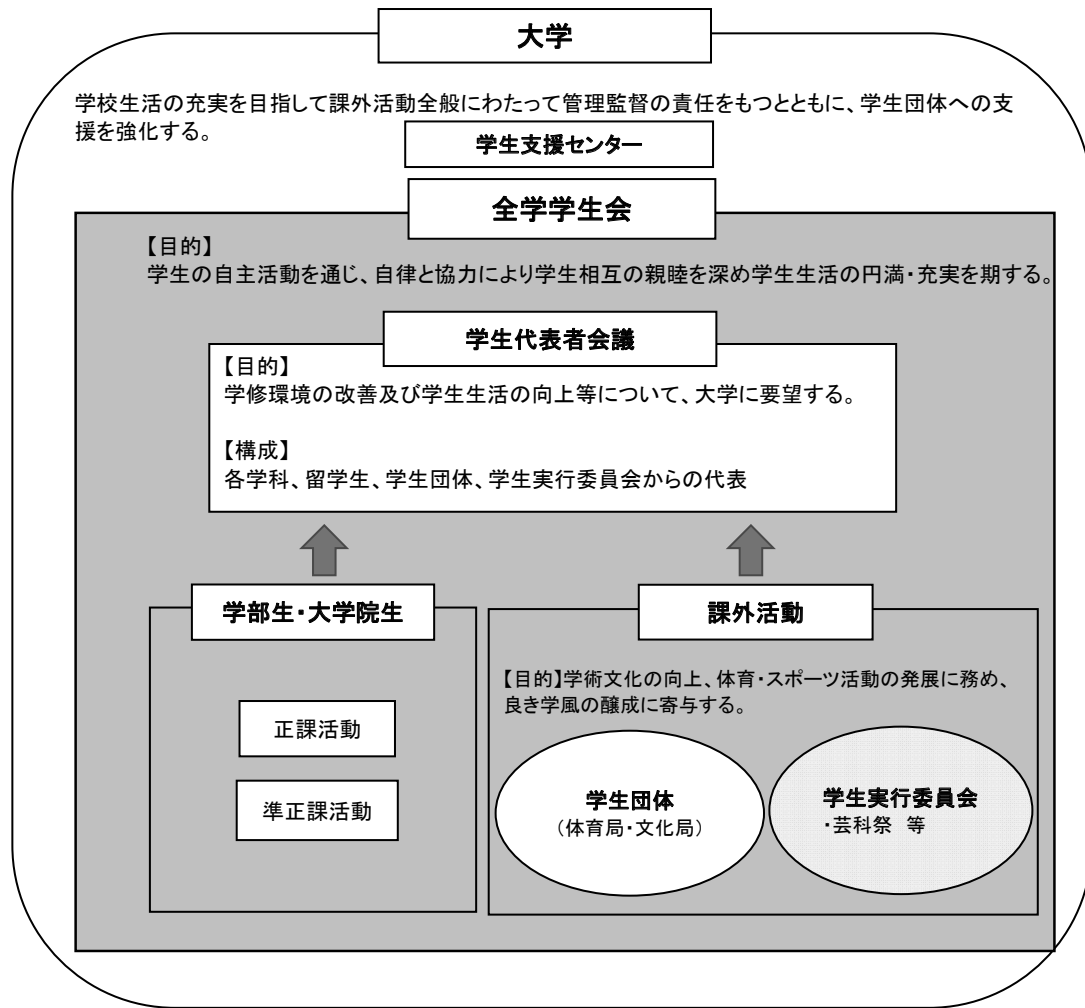 大学
学校生活の充実を目指して課外活動全般にわたって管理監督の責任をもつとともに、学生団体への支
援を強化する。
学生支援センター
全学学生会
【目的】
学生の自主活動を通じ、自律と協力により学生相互の親睦を深め学生生活の円満・充実を期する。
学生代表者会議
【目的】
学修環境の改善及び学生生活の向上等について、大学に要望する。
【構成】
各学科、留学生、学生団体、学生実行委員会からの代表
学部生・大学院生
正課活動
準正課活動
課外活動
【目的】学術文化の向上、体育・スポーツ活動の発展に務め、
良き学風の醸成に寄与する。
学生団体
（体育局・文化局）
学生実行委員会
・芸科祭　等